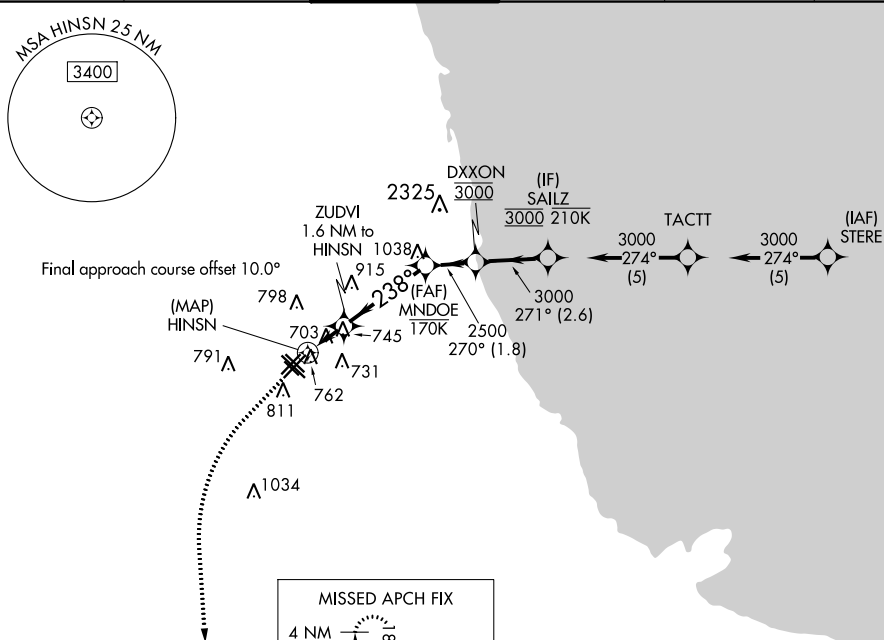 MSA HINSN 25 NM
3400
DXXON
3000
(IF)
SAILZ
3000 210K
TACTT
(IAF)
STERE
2325
ZUDVI
1.6 NM to
HINSN
1038
3000
274°
(5)
3000
274°
(5)
Final approach course offset 10.0°
915
238°
(FAF)
MNDOE
170K
3000
271° (2.6)
2500
270° (1.8)
798
(MAP)
HINSN
703
745
791
731
762
811
1034
MISSED APCH FIX
4 NM